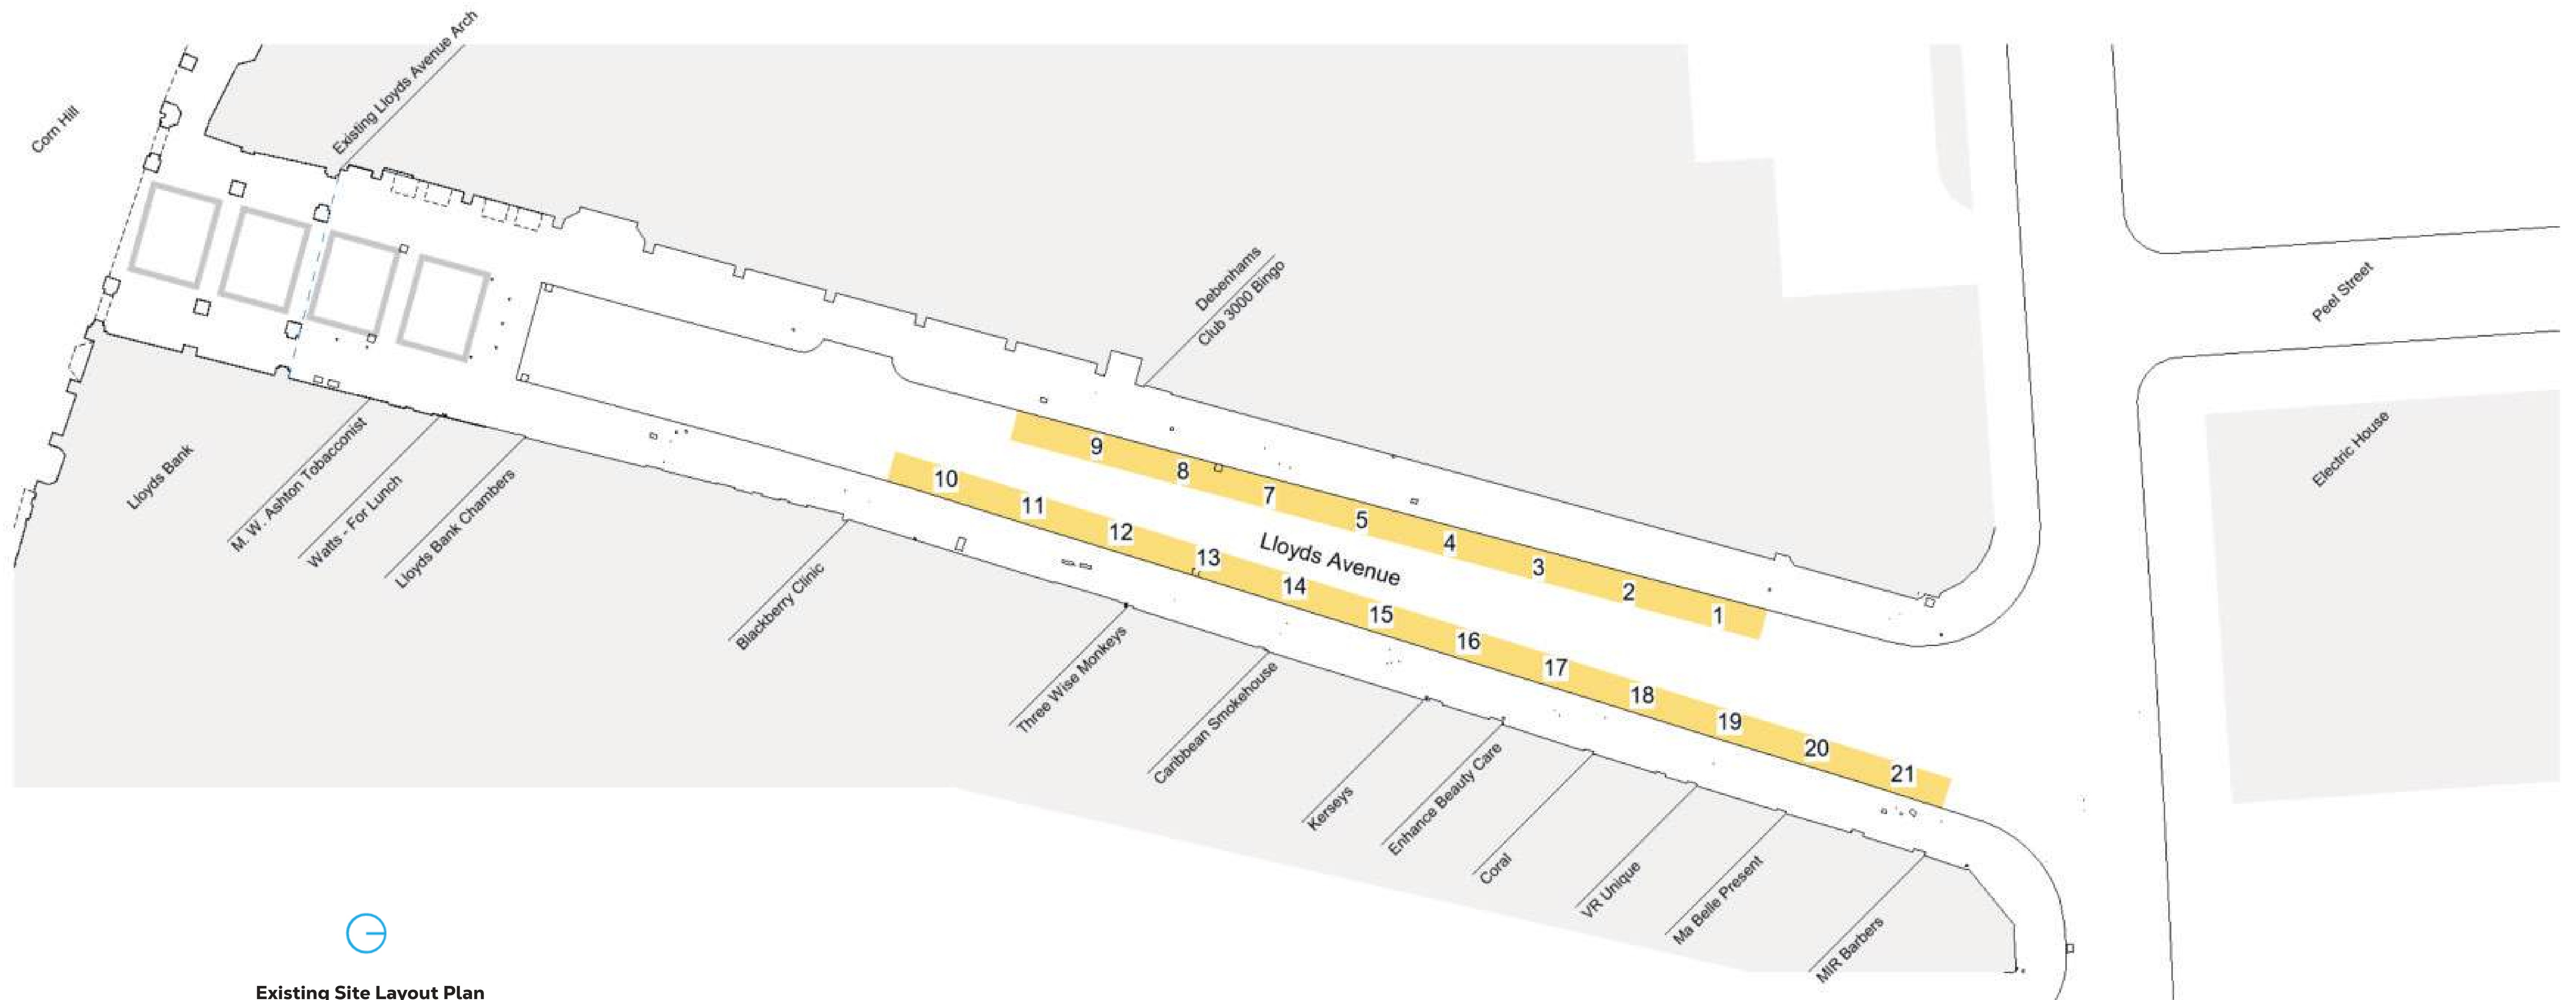 Existing Lloyds Avenue Arch
Corn Hill
Debenhams
Club 3000 Bingo
Peel Street
Electric House
Lloyds Bank
M. W. Ashton Tobacconist
Watts - For Lunch
Lloyds Bank Chambers
Blackberry Clinic
Three Wise Monkeys
Caribbean Smokehouse
Kerseys
Enhance Beauty Care
Coral
VR Unique
Ma Belle Present
MIR Barbers
9
8
7
5
4
3
2
1
Lloyds Avenue
10
11
12
13
14
15
16
17
18
19
20
21
Existing Site Layout Plan